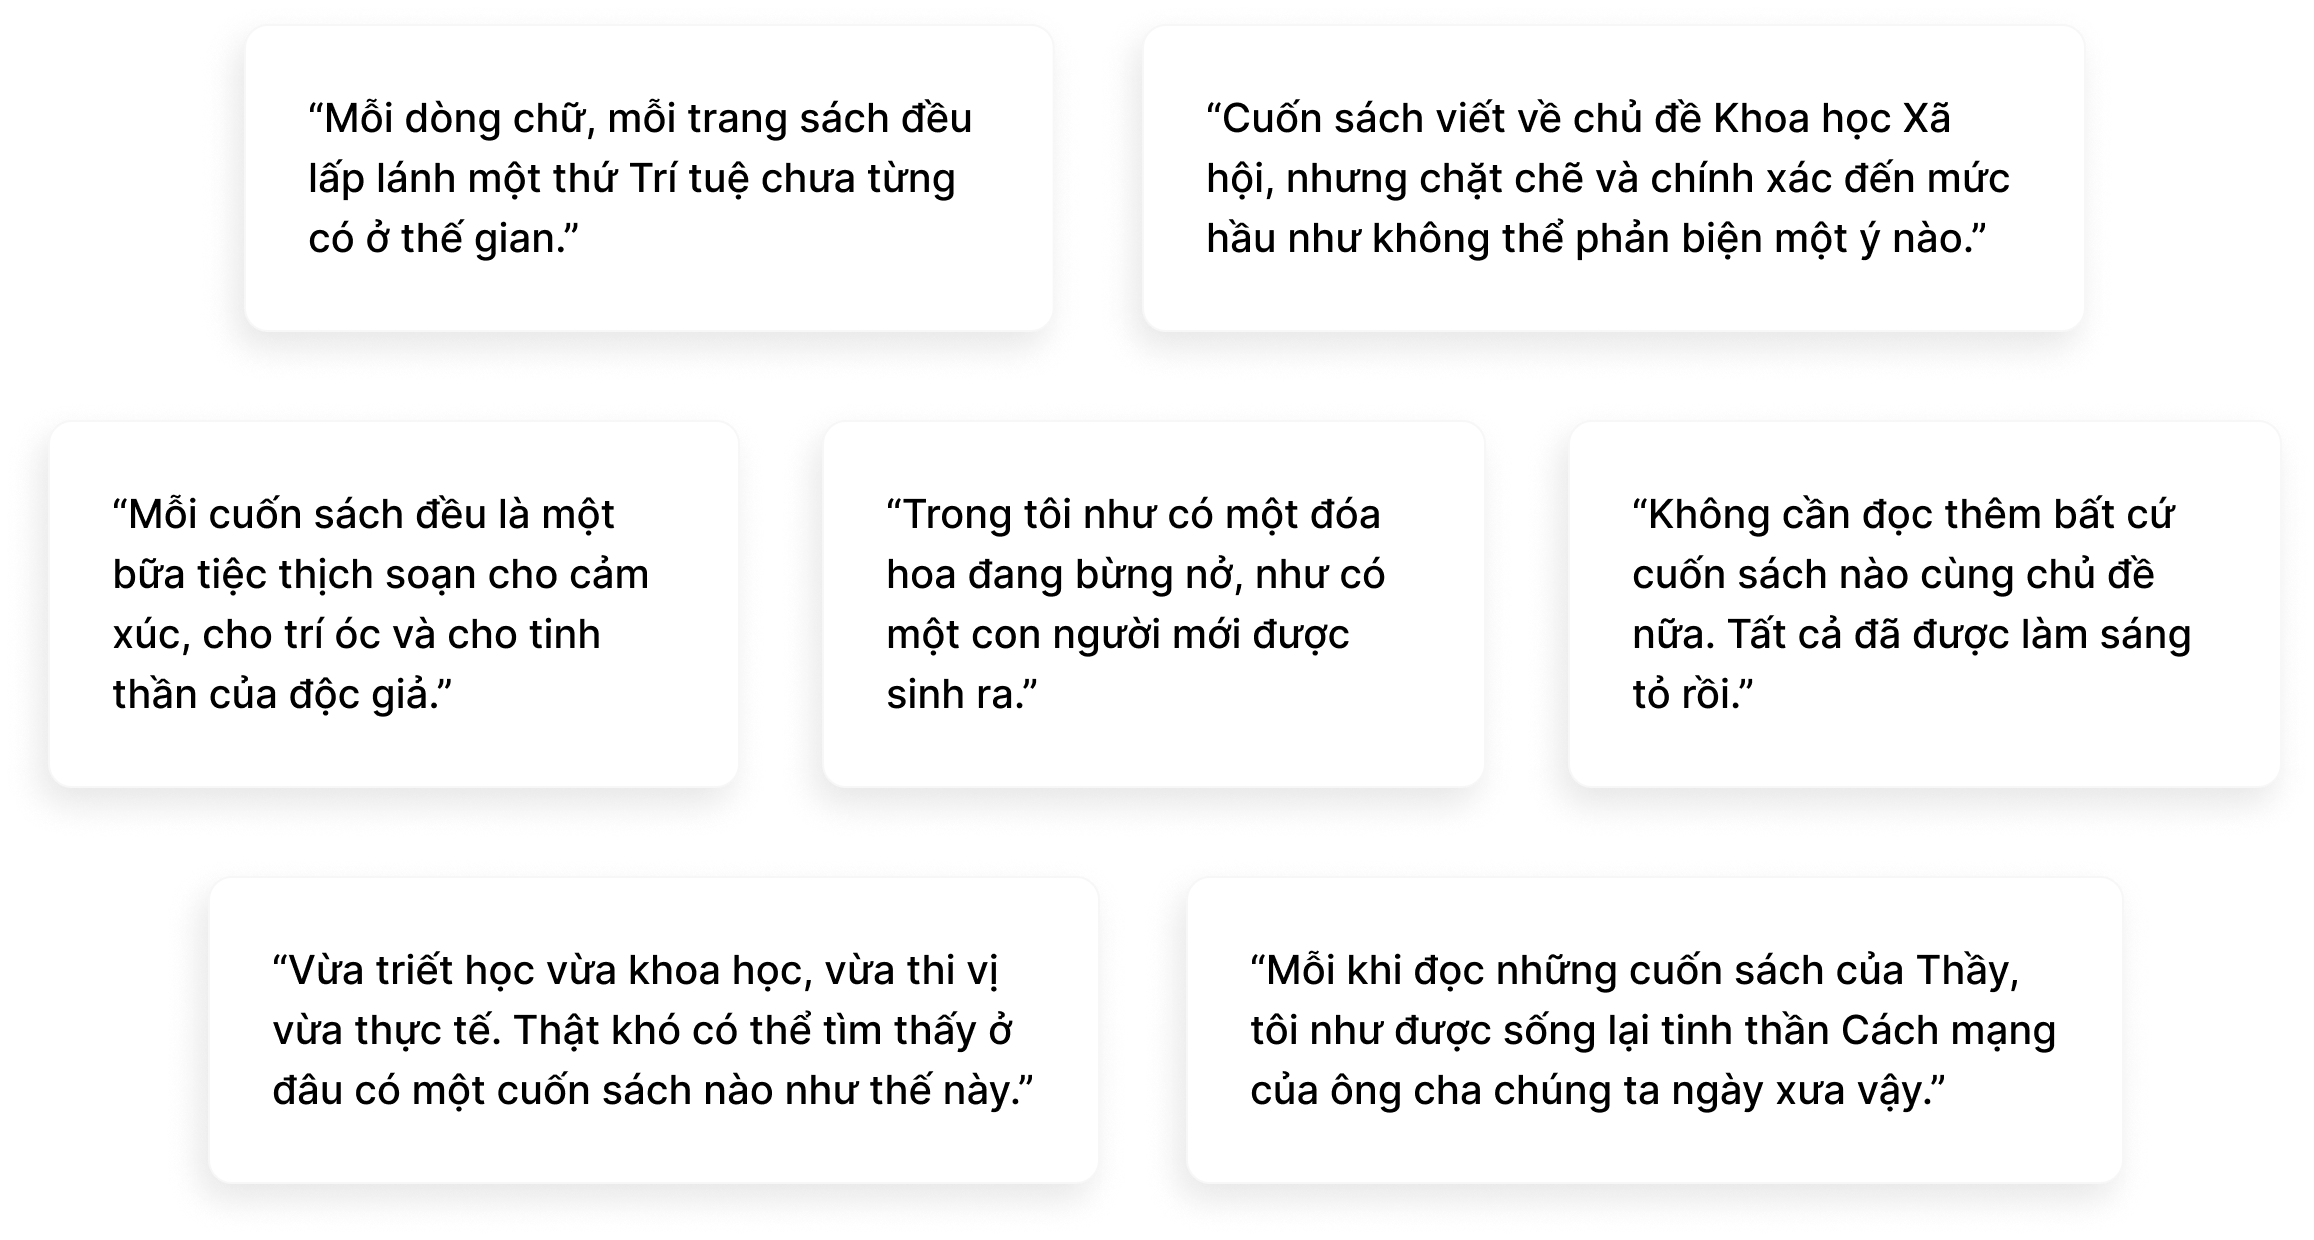 “Mỗi dòng chữ, mỗi trang sách đều
lấp lánh một thứ Trí tuệ chưa từng
có ở thế gian.”
“Cuốn sách viết về chủ đề Khoa học Xã
hội, nhưng chặt chẽ và chính xác đến mức
hầu như không thể phản biện một ý nào.”
“Mỗi cuốn sách đều là một
bữa tiệc thịch soạn cho cảm
xúc, cho trí óc và cho tinh
thần của độc giả.”
“Trong tôi như có một đóa
hoa đang bừng nở, như có
một con người mới được
sinh ra.”
“Không cần đọc thêm bất cứ
cuốn sách nào cùng chủ đề
nữa. Tất cả đã được làm sáng
tỏ rồi.”
“Vừa triết học vừa khoa học, vừa thi vị
vừa thực tế. Thật khó có thể tìm thấy ở
đâu có một cuốn sách nào như thế này.”
“Mỗi khi đọc những cuốn sách của Thầy,
tôi như được sống lại tinh thần Cách mạng
của ông cha chúng ta ngày xưa vậy.”